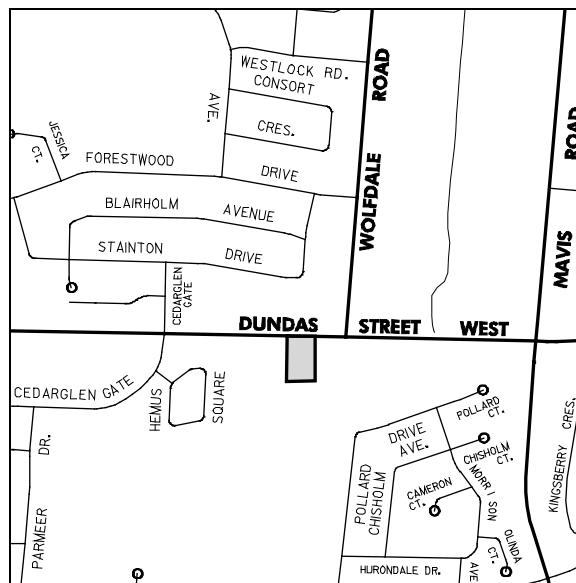 WESTLOCK RD.
CONSORT
ROAD
AVE.
CRES.
ROAD
JESSICA
CT.
FORESTWOOD
DRIVE
WOLFDALE
BLAIRHOLM
AVENUE
STAINTON
DRIVE
MAVIS
CEDARGLEN
GATE
DUNDAS STREET WEST
CEDARGLEN GATE
HEMUS
SQUARE
POLLARD
CT.
KINGSBERRY CRES.
DRIVE
AVE.
DR.
CHISHOLM
CT.
POLLARD
CHISHOLM
CAMERON
CT.
MORRISON
PARMEER
OLINDA
CT.
HURONDALE DR.
AVE